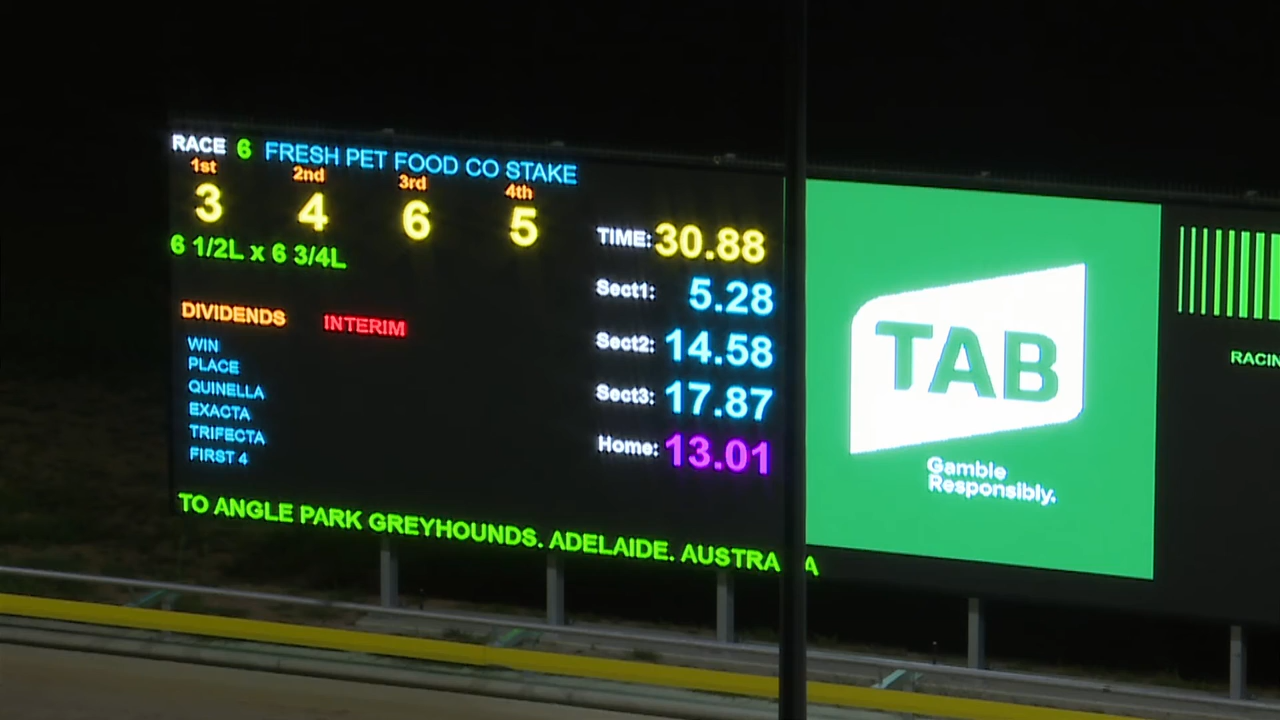 RACE 6 FRESH PET FOOD CO STAKE
1st 2nd 3rd 4th
3 4 6 5
6 1/2L x 6 3/4L
TIME: 30.88
Sect1: 5.28
Sect2: 14.58
Sect3: 17.87
Home: 13.01
DIVIDENDS INTERIM
WIN
PLACE
QUINELLA
EXACTA
TRIFECTA
FIRST 4
TO ANGLE PARK GREYHOUNDS. ADELAIDE. AUSTRA A
TAB
Gamble
Responsibly.
RACIN